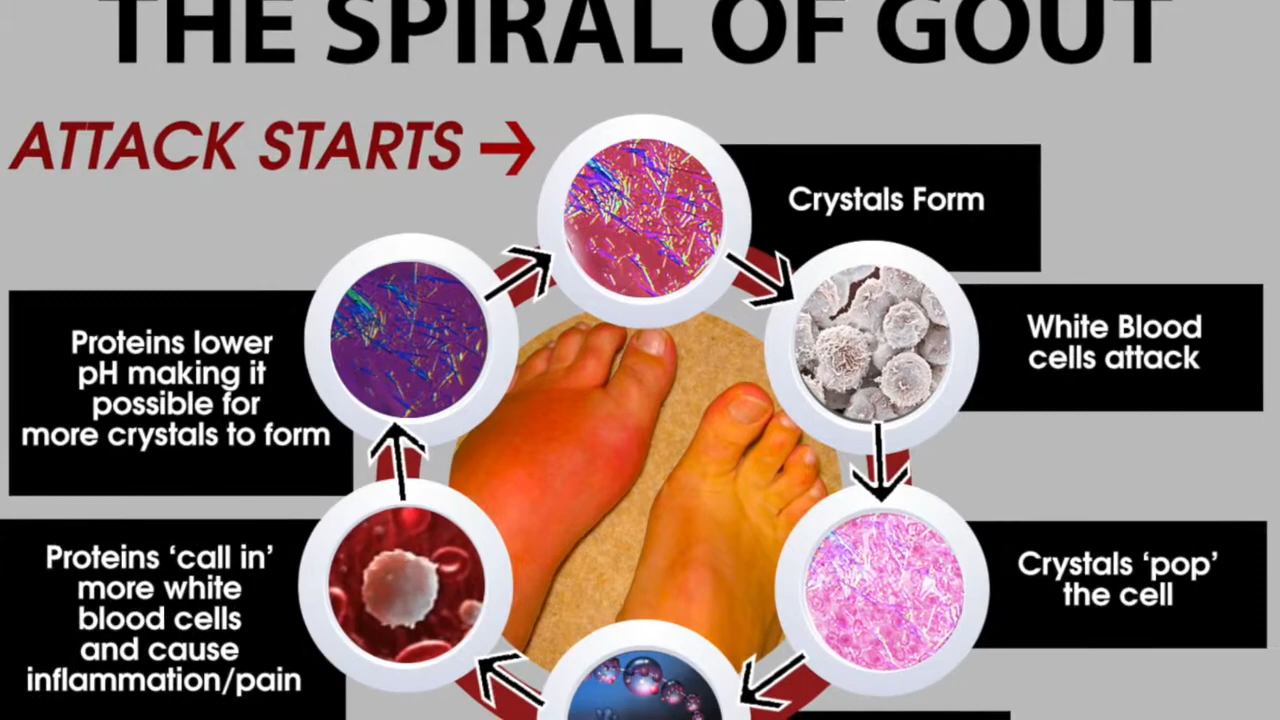 THE SPIRAL OF GOUT
ATTACK STARTS →
Crystals Form
White Blood
cells attack
Crystals ‘pop’
the cell
Proteins ‘call in’
more white
blood cells
and cause
inflammation/pain
Proteins lower
pH making it
possible for
more crystals to form